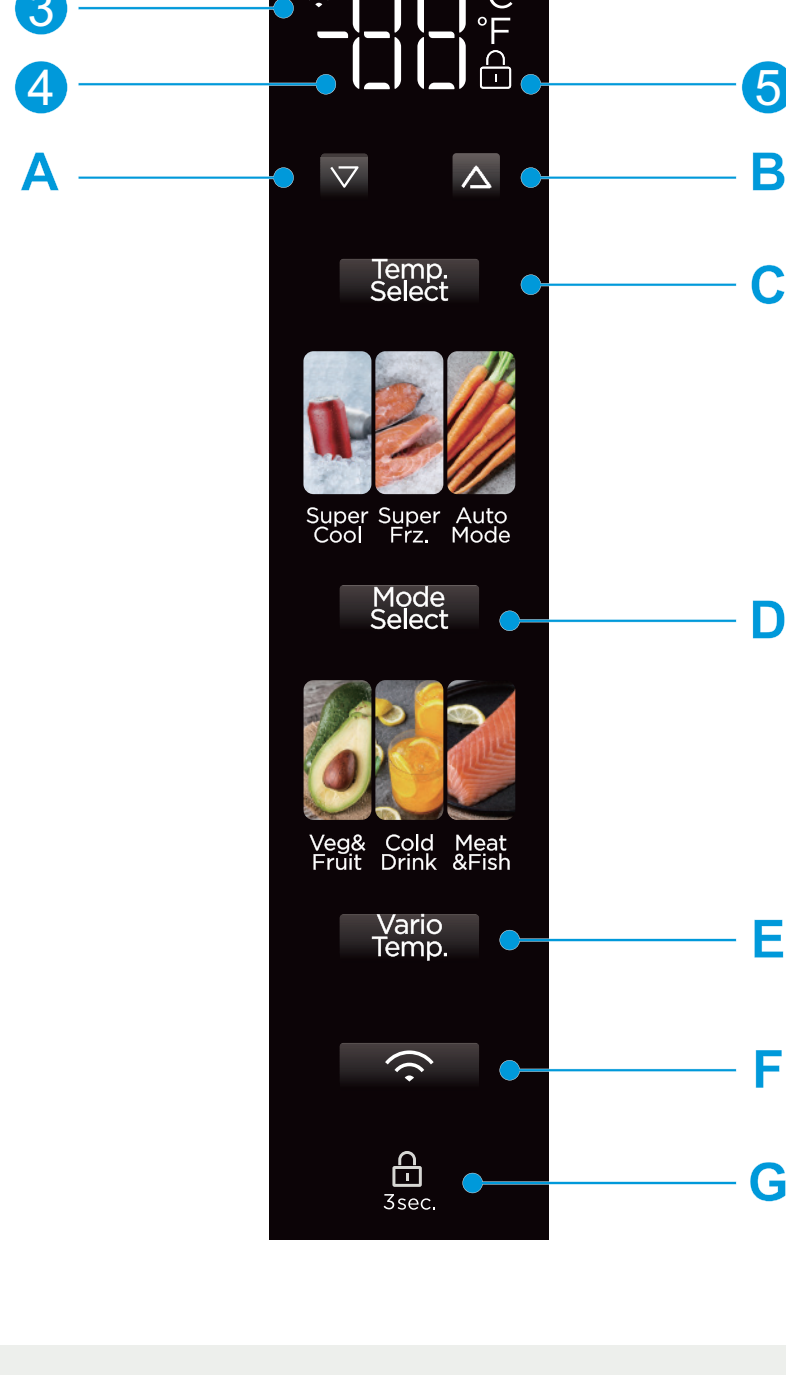 3
°C
-88
°F
4
5
A
B
Temp.
Select
C
Super Super Auto
Cool Frz. Mode
Mode
Select
D
Veg& Cold Meat
Fruit Drink &Fish
Vario
Temp.
E
F
G
3sec.